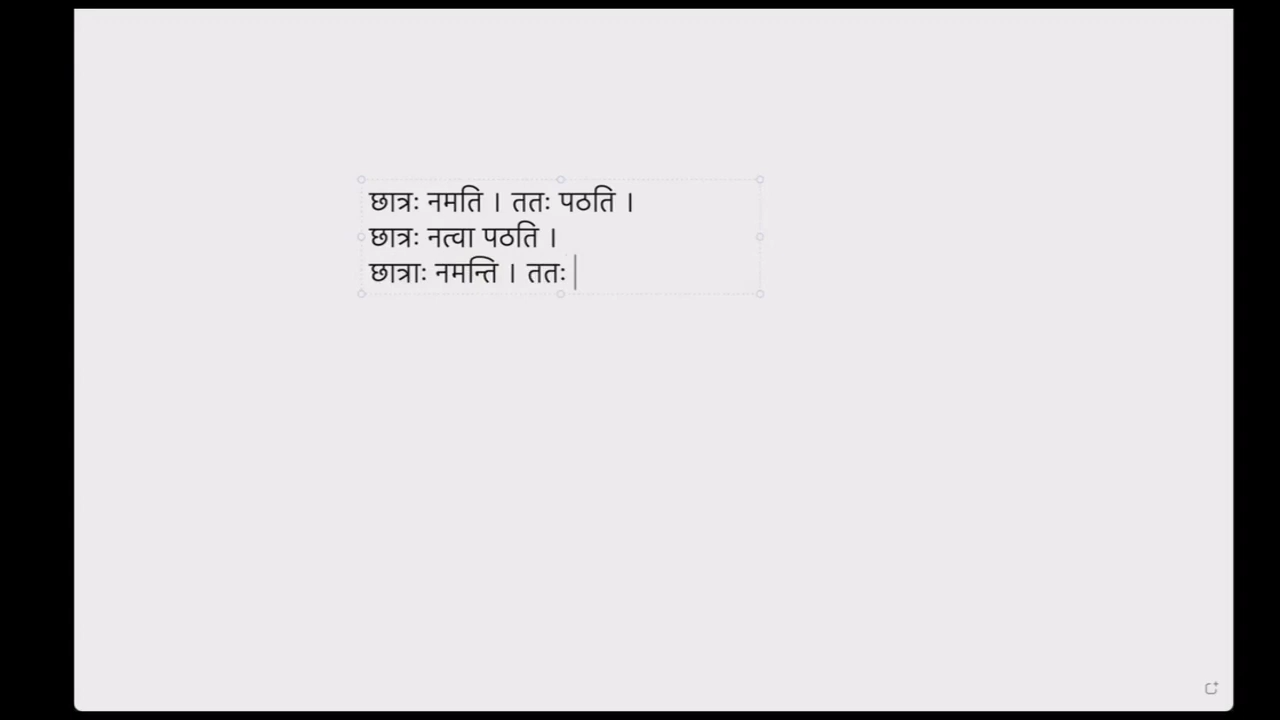 छात्रः नमति । ततः पठति ।
छात्रः नत्वा पठति ।
छात्राः नमन्ति । ततः